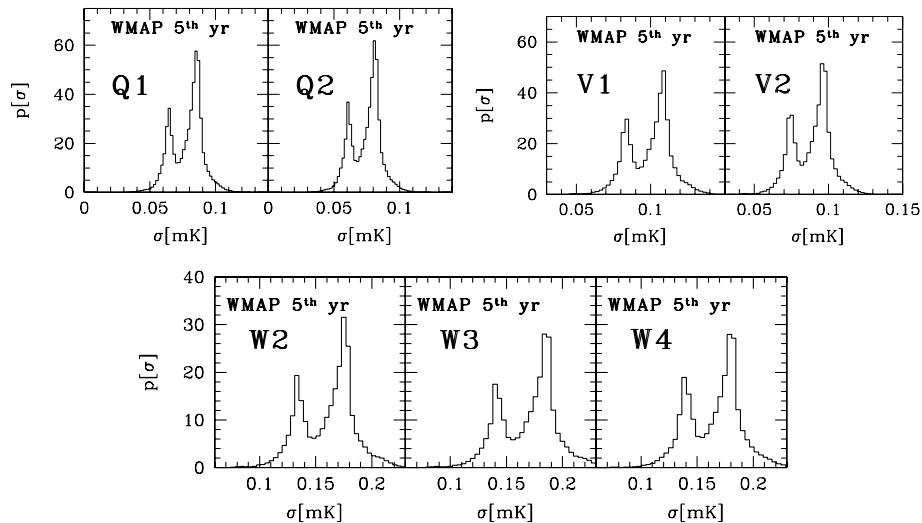 WMAP 5th yr
WMAP 5th yr
60
40
20
0
p[σ]
Q1
Q2
0
0.05
0.1
0
0.05
0.1
σ[mK]
σ[mK]
WMAP 5th yr
WMAP 5th yr
60
40
20
0
p[σ]
V1
V2
0.05
0.1
0.05
0.1
0.15
σ[mK]
σ[mK]
WMAP 5th yr
WMAP 5th yr
WMAP 5th yr
40
30
20
10
0
p[σ]
W2
W3
W4
0.1
0.15
0.2
0.1
0.15
0.2
0.1
0.15
0.2
σ[mK]
σ[mK]
σ[mK]